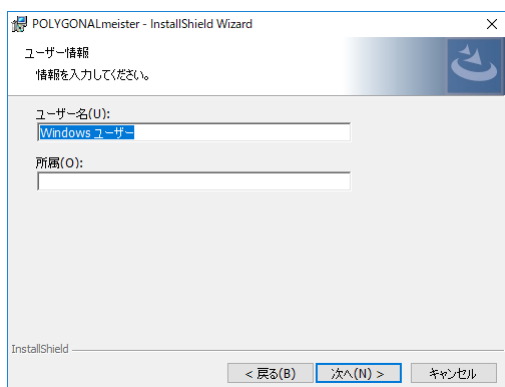 POLYGONALmeister - InstallShield Wizard
ユーザー情報
情報を入力してください。
ユーザー名(U):
Windows ユーザー
所属(O):
InstallShield
< 戻る(B)
次へ(N) >
キャンセル